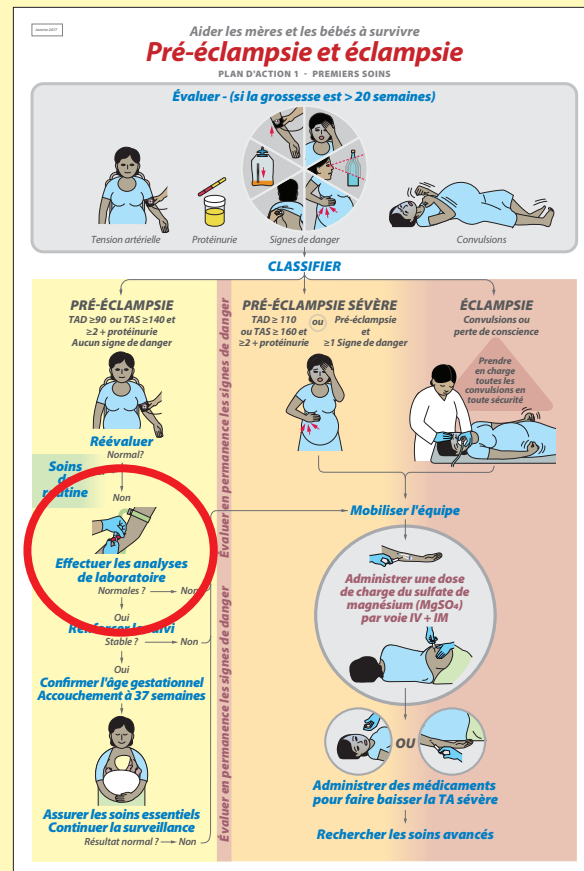 Janvier 2017
Aider les mères et les bébés à survivre
Pré-éclampsie et éclampsie
PLAN D'ACTION 1 - PREMIERS SOINS
Évaluer - (si la grossesse est > 20 semaines)
Tension artérielle
Protéinurie
Signes de danger
Convulsions
CLASSIFIER
PRÉ-ÉCLAMPSIE
TAD ≥90 ou TAS ≥140 et
≥2 + protéinurie
Aucun signe de danger
Réévaluer
Normal?
Soins
de
routine
Non
Effectuer les analyses
de laboratoire
Normales ? Non
Oui
Renforcer le suivi
Stable ? Non
Oui
Confirmer l'âge gestationnel
Accouchement à 37 semaines
Assurer les soins essentiels
Continuer la surveillance
Résultat normal ? Non
Évaluer en permanence les signes de danger
Évaluer en permanence les signes de danger
PRÉ-ÉCLAMPSIE SÉVÈRE
TAD ≥ 110
ou TAS ≥ 160 et
≥2 + protéinurie
ou
Pré-éclampsie
et
≥1 Signe de danger
ÉCLAMPSIE
Convulsions ou
perte de conscience
Prendre
en charge
toutes les
convulsions en
toute sécurité
Mobiliser l'équipe
Administrer une dose
de charge du sulfate de
magnésium (MgSO₄)
par voie IV + IM
OU
Administrer des médicaments
pour faire baisser la TA sévère
Rechercher les soins avancés